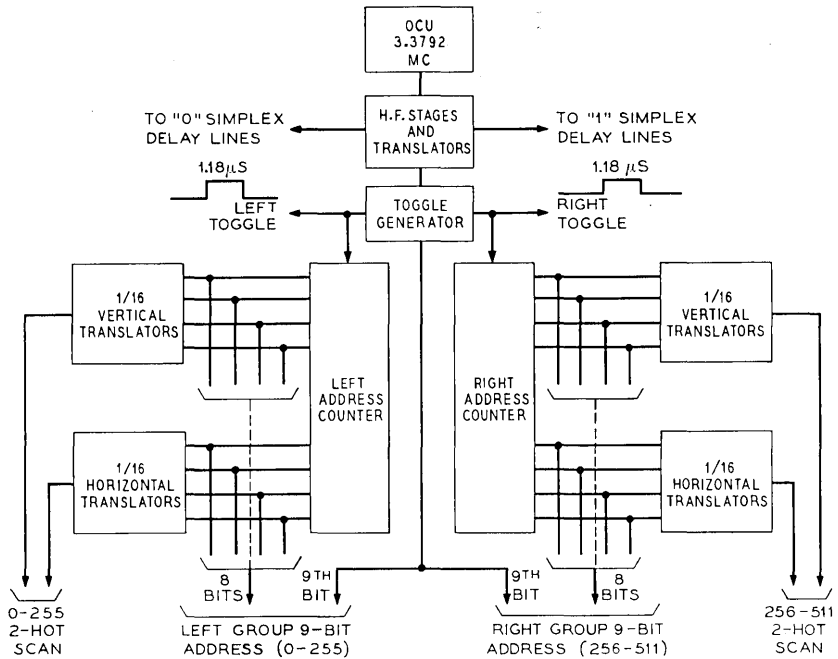 OCU
3.3792
MC
TO "0" SIMPLEX
DELAY LINES
H.F. STAGES
AND
TRANSLATORS
TO "1" SIMPLEX
DELAY LINES
1.18μS
LEFT
TOGGLE
TOGGLE
GENERATOR
1.18μS
RIGHT
TOGGLE
1/16
VERTICAL
TRANSLATORS
1/16
VERTICAL
TRANSLATORS
LEFT
ADDRESS
COUNTER
RIGHT
ADDRESS
COUNTER
1/16
HORIZONTAL
TRANSLATORS
1/16
HORIZONTAL
TRANSLATORS
0-255
2-HOT
SCAN
8
BITS
9TH
BIT
LEFT GROUP 9-BIT
ADDRESS (0-255)
9TH
BIT
8
BITS
RIGHT GROUP 9-BIT
ADDRESS (256-511)
256-511
2-HOT
SCAN